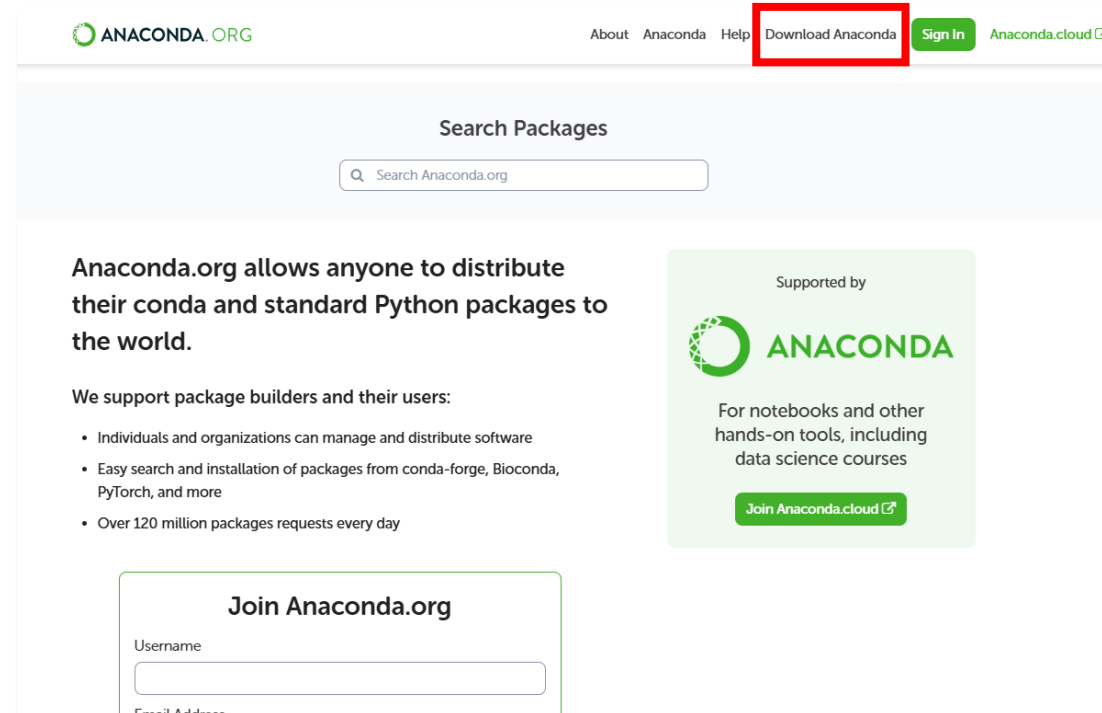 ANACONDA.ORG
About Anaconda Help Download Anaconda Sign In Anaconda.cloud
Search Packages
Search Anaconda.org
Anaconda.org allows anyone to distribute
their conda and standard Python packages to
the world.
We support package builders and their users:
• Individuals and organizations can manage and distribute software
• Easy search and installation of packages from conda-forge, Bioconda,
PyTorch, and more
• Over 120 million packages requests every day
Supported by
ANACONDA
For notebooks and other
hands-on tools, including
data science courses
Join Anaconda.cloud
Join Anaconda.org
Username
Email Address